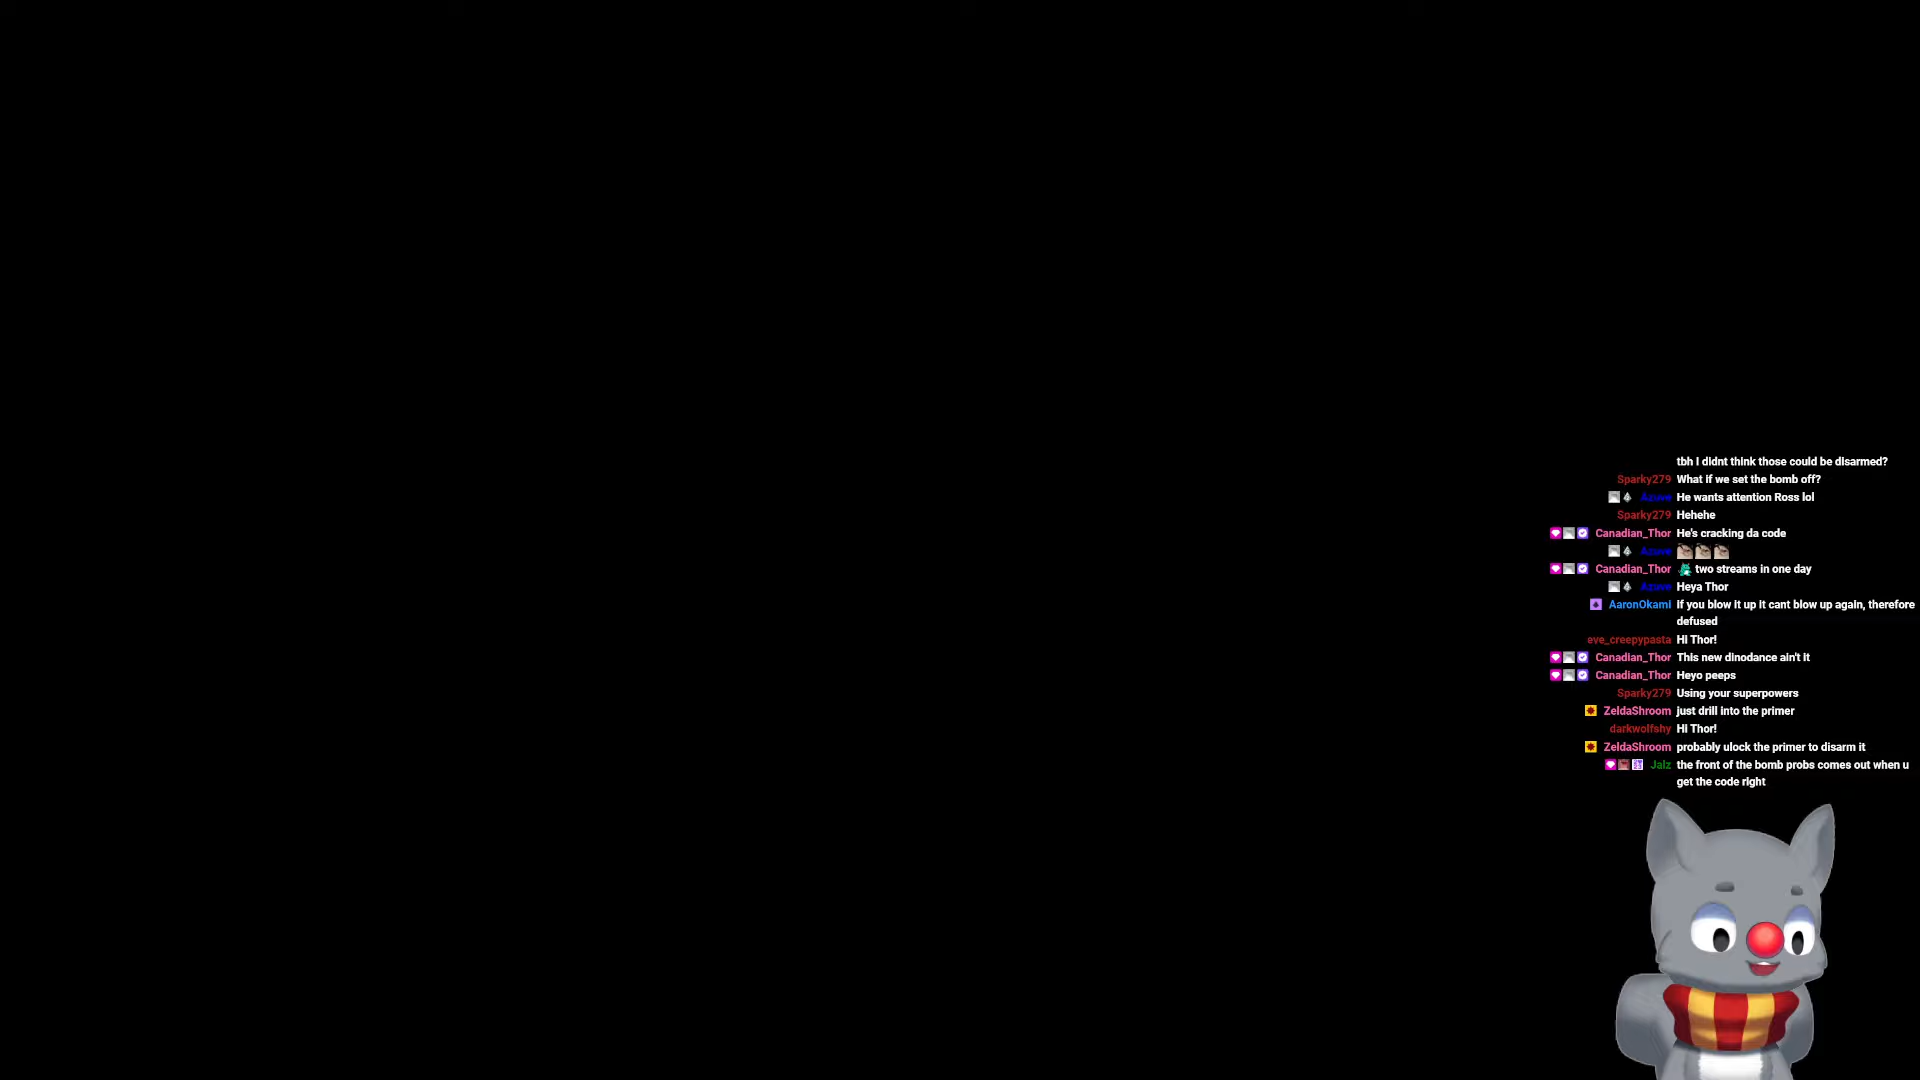 tbh I didnt think those could be disarmed?
Sparky279 What if we set the bomb off?
Azuve He wants attention Ross lol
Sparky279 Hehehe
Canadian_Thor He's cracking da code
Azuve
Canadian_Thor two streams in one day
Azuve Heya Thor
AaronOkami If you blow it up it cant blow up again, therefore
defused
eve_creepypasta Hi Thor!
Canadian_Thor This new dinodance ain't it
Canadian_Thor Heyo peeps
Sparky279 Using your superpowers
ZeldaShroom just drill into the primer
darkwolfshy Hi Thor!
ZeldaShroom probably ulock the primer to disarm it
Jalz the front of the bomb probs comes out when u
get the code right